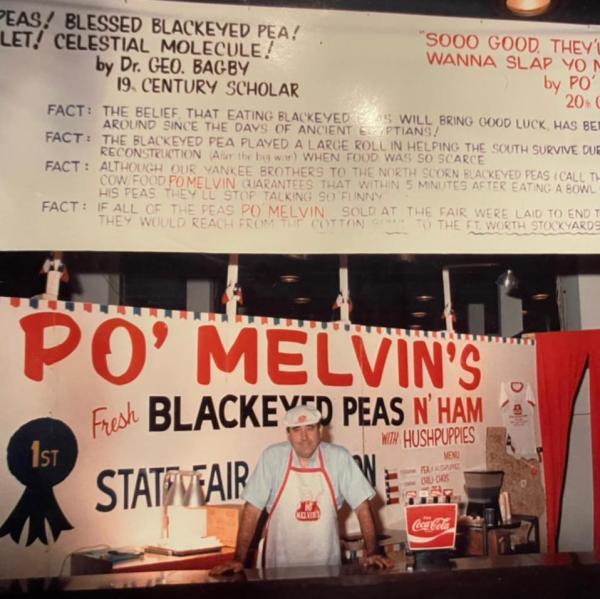 PEAS! BLESSED BLACKEYED PEA!
LET! CELESTIAL MOLECULE!
by Dr. GEO. BAGBY
19th CENTURY SCHOLAR
"SOOO GOOD, THEY'L
WANNA SLAP YO M
by PO'
20th C
FACT: THE BELIEF THAT EATING BLACKEYED WILL BRING GOOD LUCK, HAS BE
AROUND SINCE THE DAYS OF ANCIENT EGYPTIANS!
FACT: THE BLACKEYED PEA PLAYED A LARGE ROLL IN HELPING THE SOUTH SURVIVE DUR
RECONSTRUCTION (After the big war) WHEN FOOD WAS SO SCARCE
FACT: ALTHOUGH OUR YANKEE BROTHERS TO THE NORTH SCORN BLACKEYED PEAS (CALL TH
COW FOOD) PO MELVIN GUARANTEES THAT WITHIN 5 MINUTES AFTER EATING A BOWL
HIS PEAS, THEY'LL STOP TALKING SO FUNNY
FACT: IF ALL OF THE PEAS PO' MELVIN SOLD AT THE FAIR WERE LAID TO END T
THEY WOULD REACH FROM THE COTTON BOWL TO THE FT. WORTH STOCKYARDS
PO' MELVIN'S
Fresh BLACKEYED PEAS N' HAM
WITH HUSHPUPPIES
1ST
STATE FAIR ON
MENU
PO' MELVIN'S
Coca-Cola